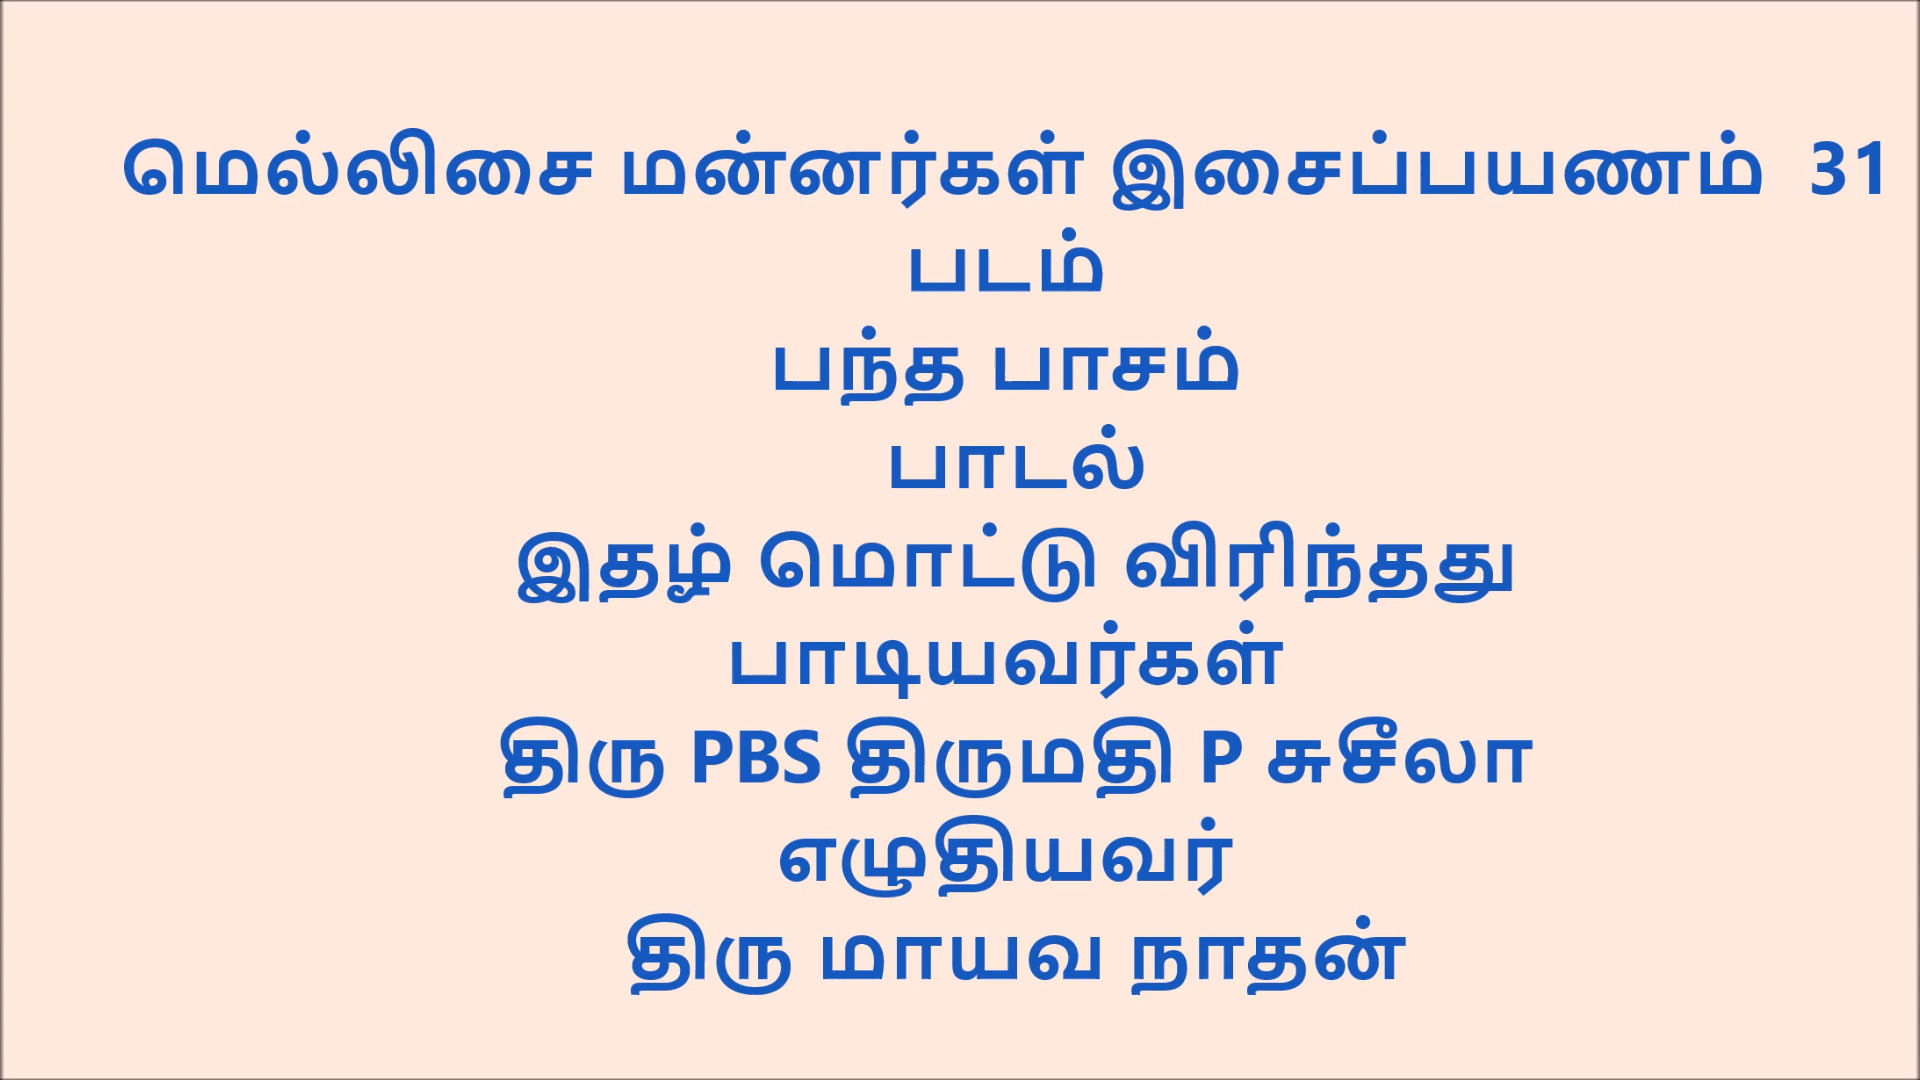 மெல்லிசை மன்னர்கள் இசைப்பயணம் 31
படம்
பந்த பாசம்
பாடல்
இதழ் மொட்டு விரிந்தது
பாடியவர்கள்
திரு PBS திருமதி P சுசீலா
எழுதியவர்
திரு மாயவ நாதன்